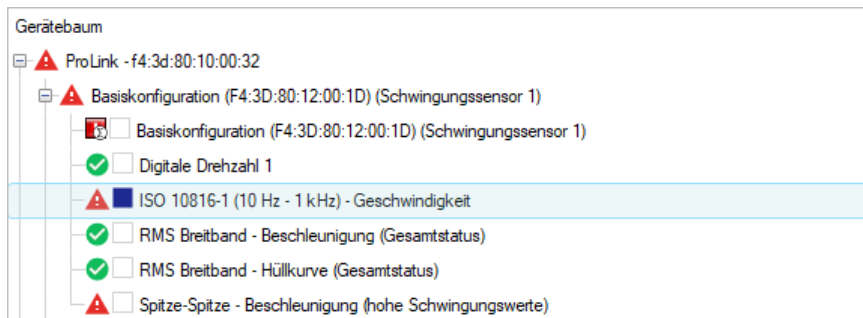 Gerätebaum
ProLink - f4:3d:80:10:00:32
Basiskonfiguration (F4:3D:80:12:00:1D) (Schwingungssensor 1)
Basiskonfiguration (F4:3D:80:12:00:1D) (Schwingungssensor 1)
Digitale Drehzahl 1
ISO 10816-1 (10 Hz - 1 kHz) - Geschwindigkeit
RMS Breitband - Beschleunigung (Gesamtstatus)
RMS Breitband - Hüllkurve (Gesamtstatus)
Spitze-Spitze - Beschleunigung (hohe Schwingungswerte)